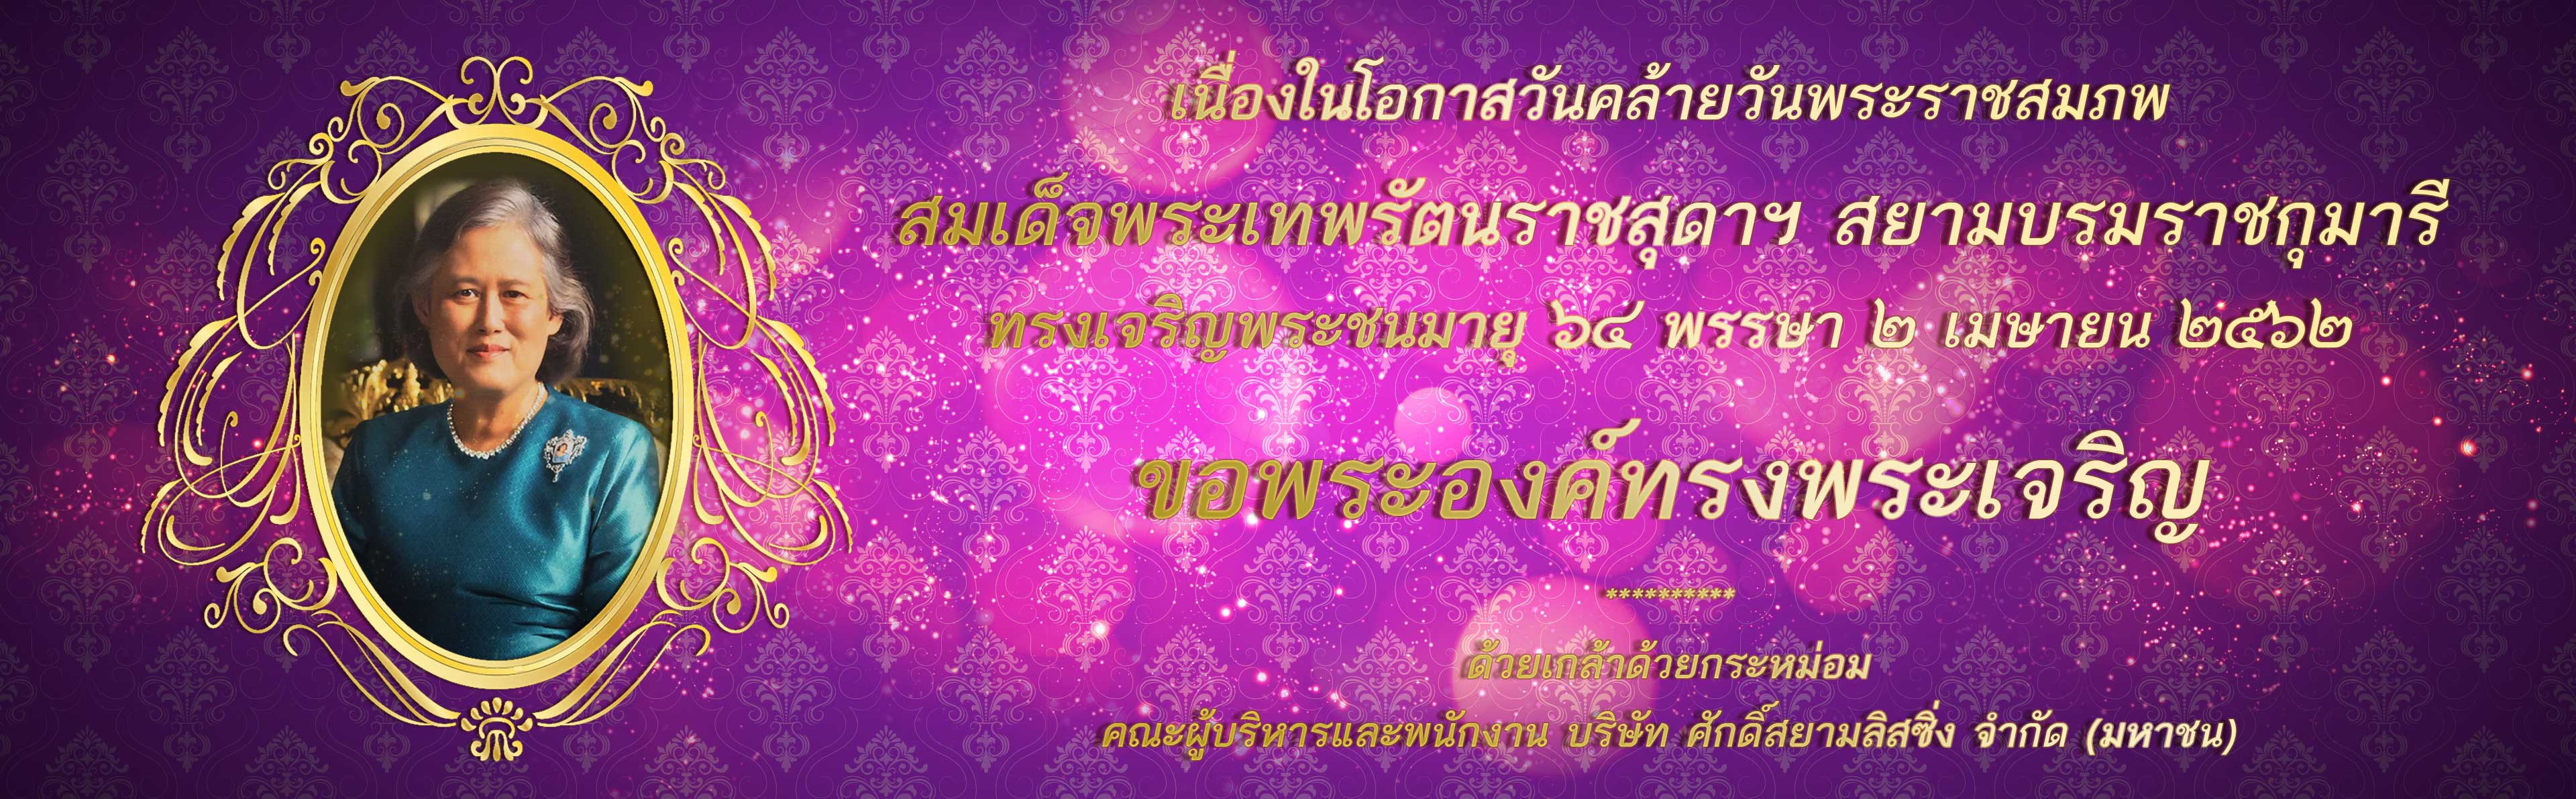 เนื่องในโอกาสวันคล้ายวันพระราชสมภพ
สมเด็จพระเทพรัตนราชสุดาฯ สยามบรมราชกุมารี
ทรงเจริญพระชนมายุ ๖๔ พรรษา ๒ เมษายน ๒๕๖๒
ขอพระองค์ทรงพระเจริญ
**********
ด้วยเกล้าด้วยกระหม่อม
คณะผู้บริหารและพนักงาน บริษัท ศักดิ์สยามลิสซิ่ง จำกัด (มหาชน)